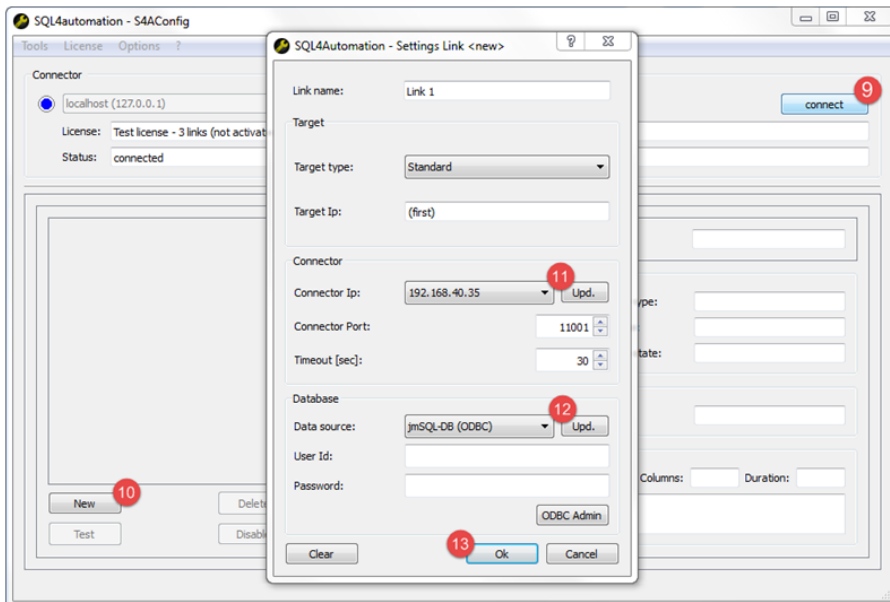 SQL4automation - S4AConfig
Tools License Options ?
Connector
localhost (127.0.0.1)
connect
9
License: Test license - 3 links (not activat
Status: connected
SQL4Automation - Settings Link <new>
Link name: Link 1
Target
Target type: Standard
Target Ip: (first)
Connector
11
Connector Ip: 192.168.40.35 Upd.
Connector Port: 11001
Timeout [sec]: 30
Database
12
Data source: jmSQL-DB (ODBC) Upd.
User Id:
Password:
ODBC Admin
13
Clear Ok Cancel
ype:
tate:
Columns: Duration:
New 10 Delet
Test Disabl